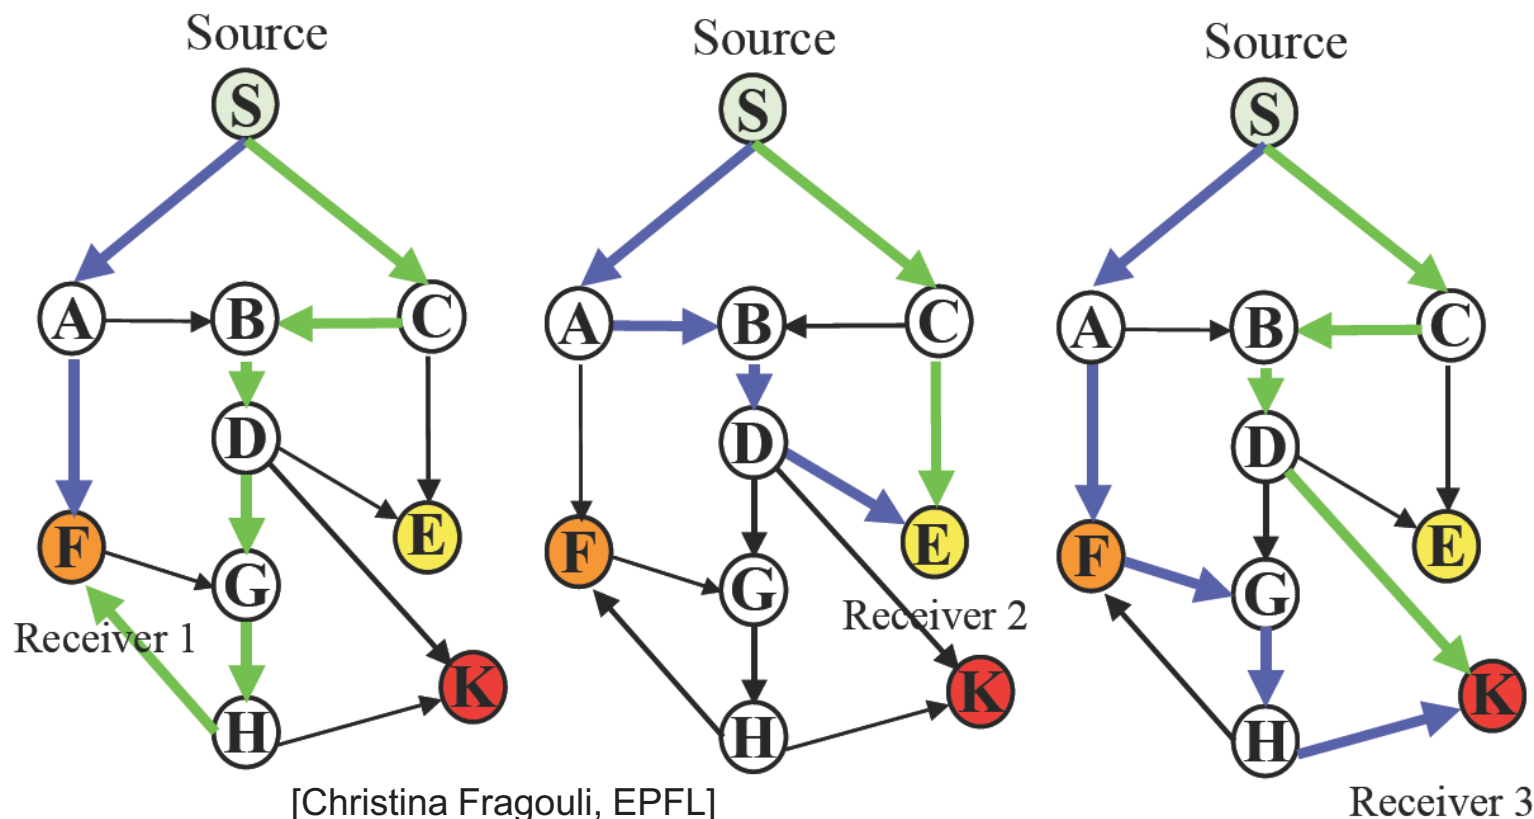 Source
S
A
B
C
D
F
E
G
Receiver 1
K
H
Source
S
A
B
C
D
F
E
G
Receiver 2
K
H
Source
S
A
B
C
D
F
E
G
K
H
Receiver 3
[Christina Fragouli, EPFL]